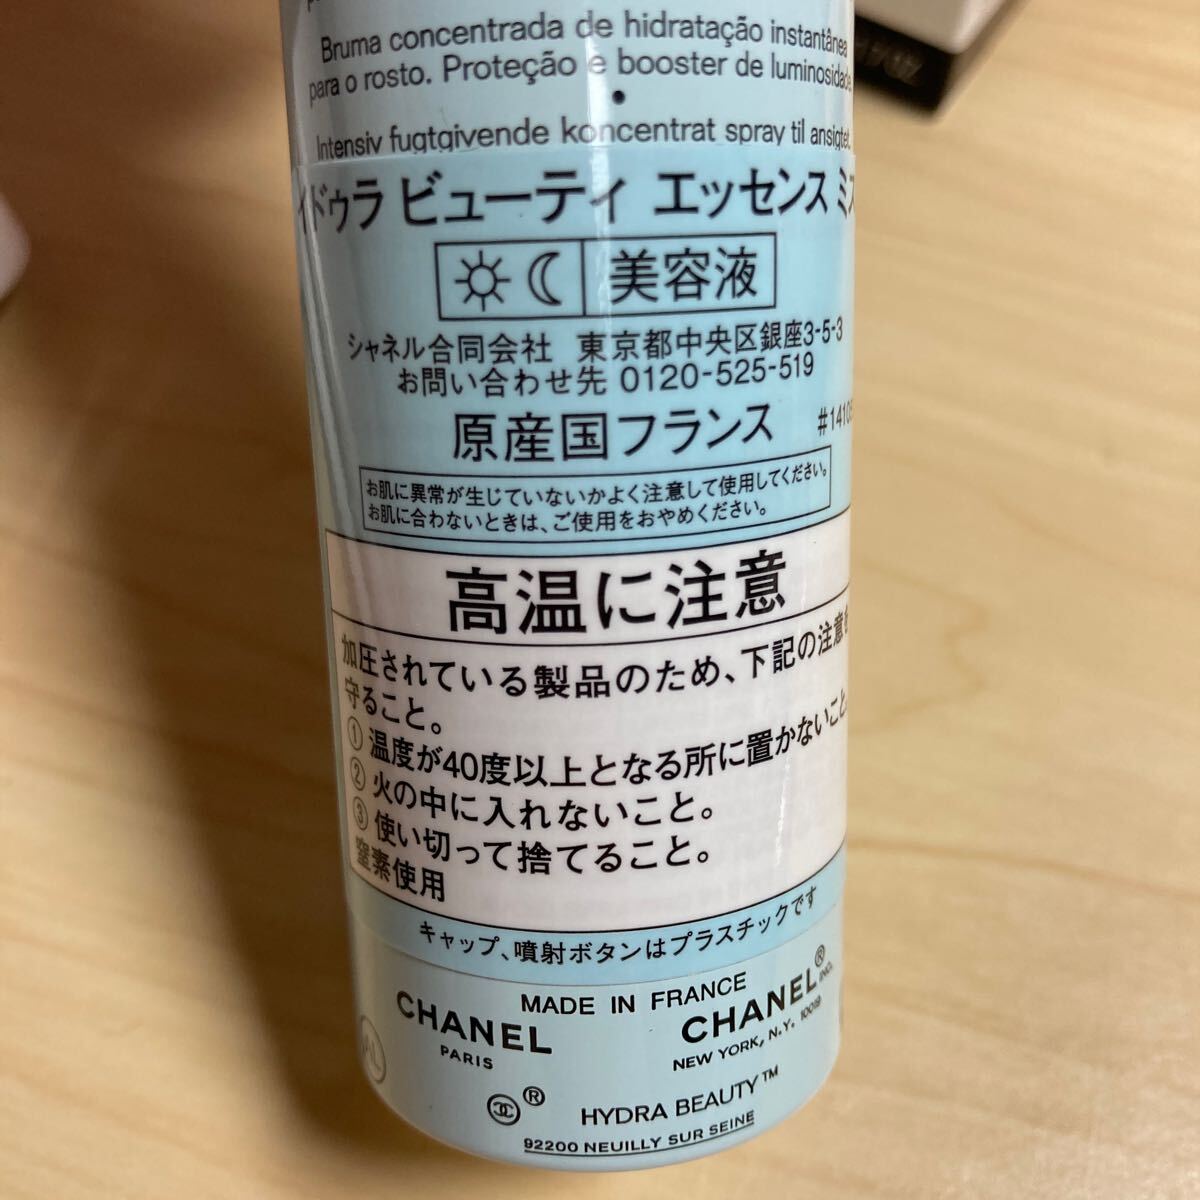 Bruma concentrada de hidratação instantânea
para o rosto. Proteção e booster de luminosidade.
•
Intensiv fugtgivende koncentrat spray til ansigtet.
イドゥラ ビューティ エッセンス ミス
美容液
シャネル合同会社 東京都中央区銀座3-5-3
お問い合わせ先 0120-525-519
原産国フランス #1410
お肌に異常が生じていないかよく注意して使用してください。
お肌に合わないときは、ご使用をおやめください。
高温に注意
加圧されている製品のため、下記の注意を
守ること。
① 温度が40度以上となる所に置かないこと。
② 火の中に入れないこと。
③ 使い切って捨てること。
窒素使用
キャップ、噴射ボタンはプラスチックです
MADE IN FRANCE
CHANEL
PARIS
CHANEL® INC.
NEW YORK, N.Y. 10019
®
HYDRA BEAUTY™
92200 NEUILLY SUR SEINE